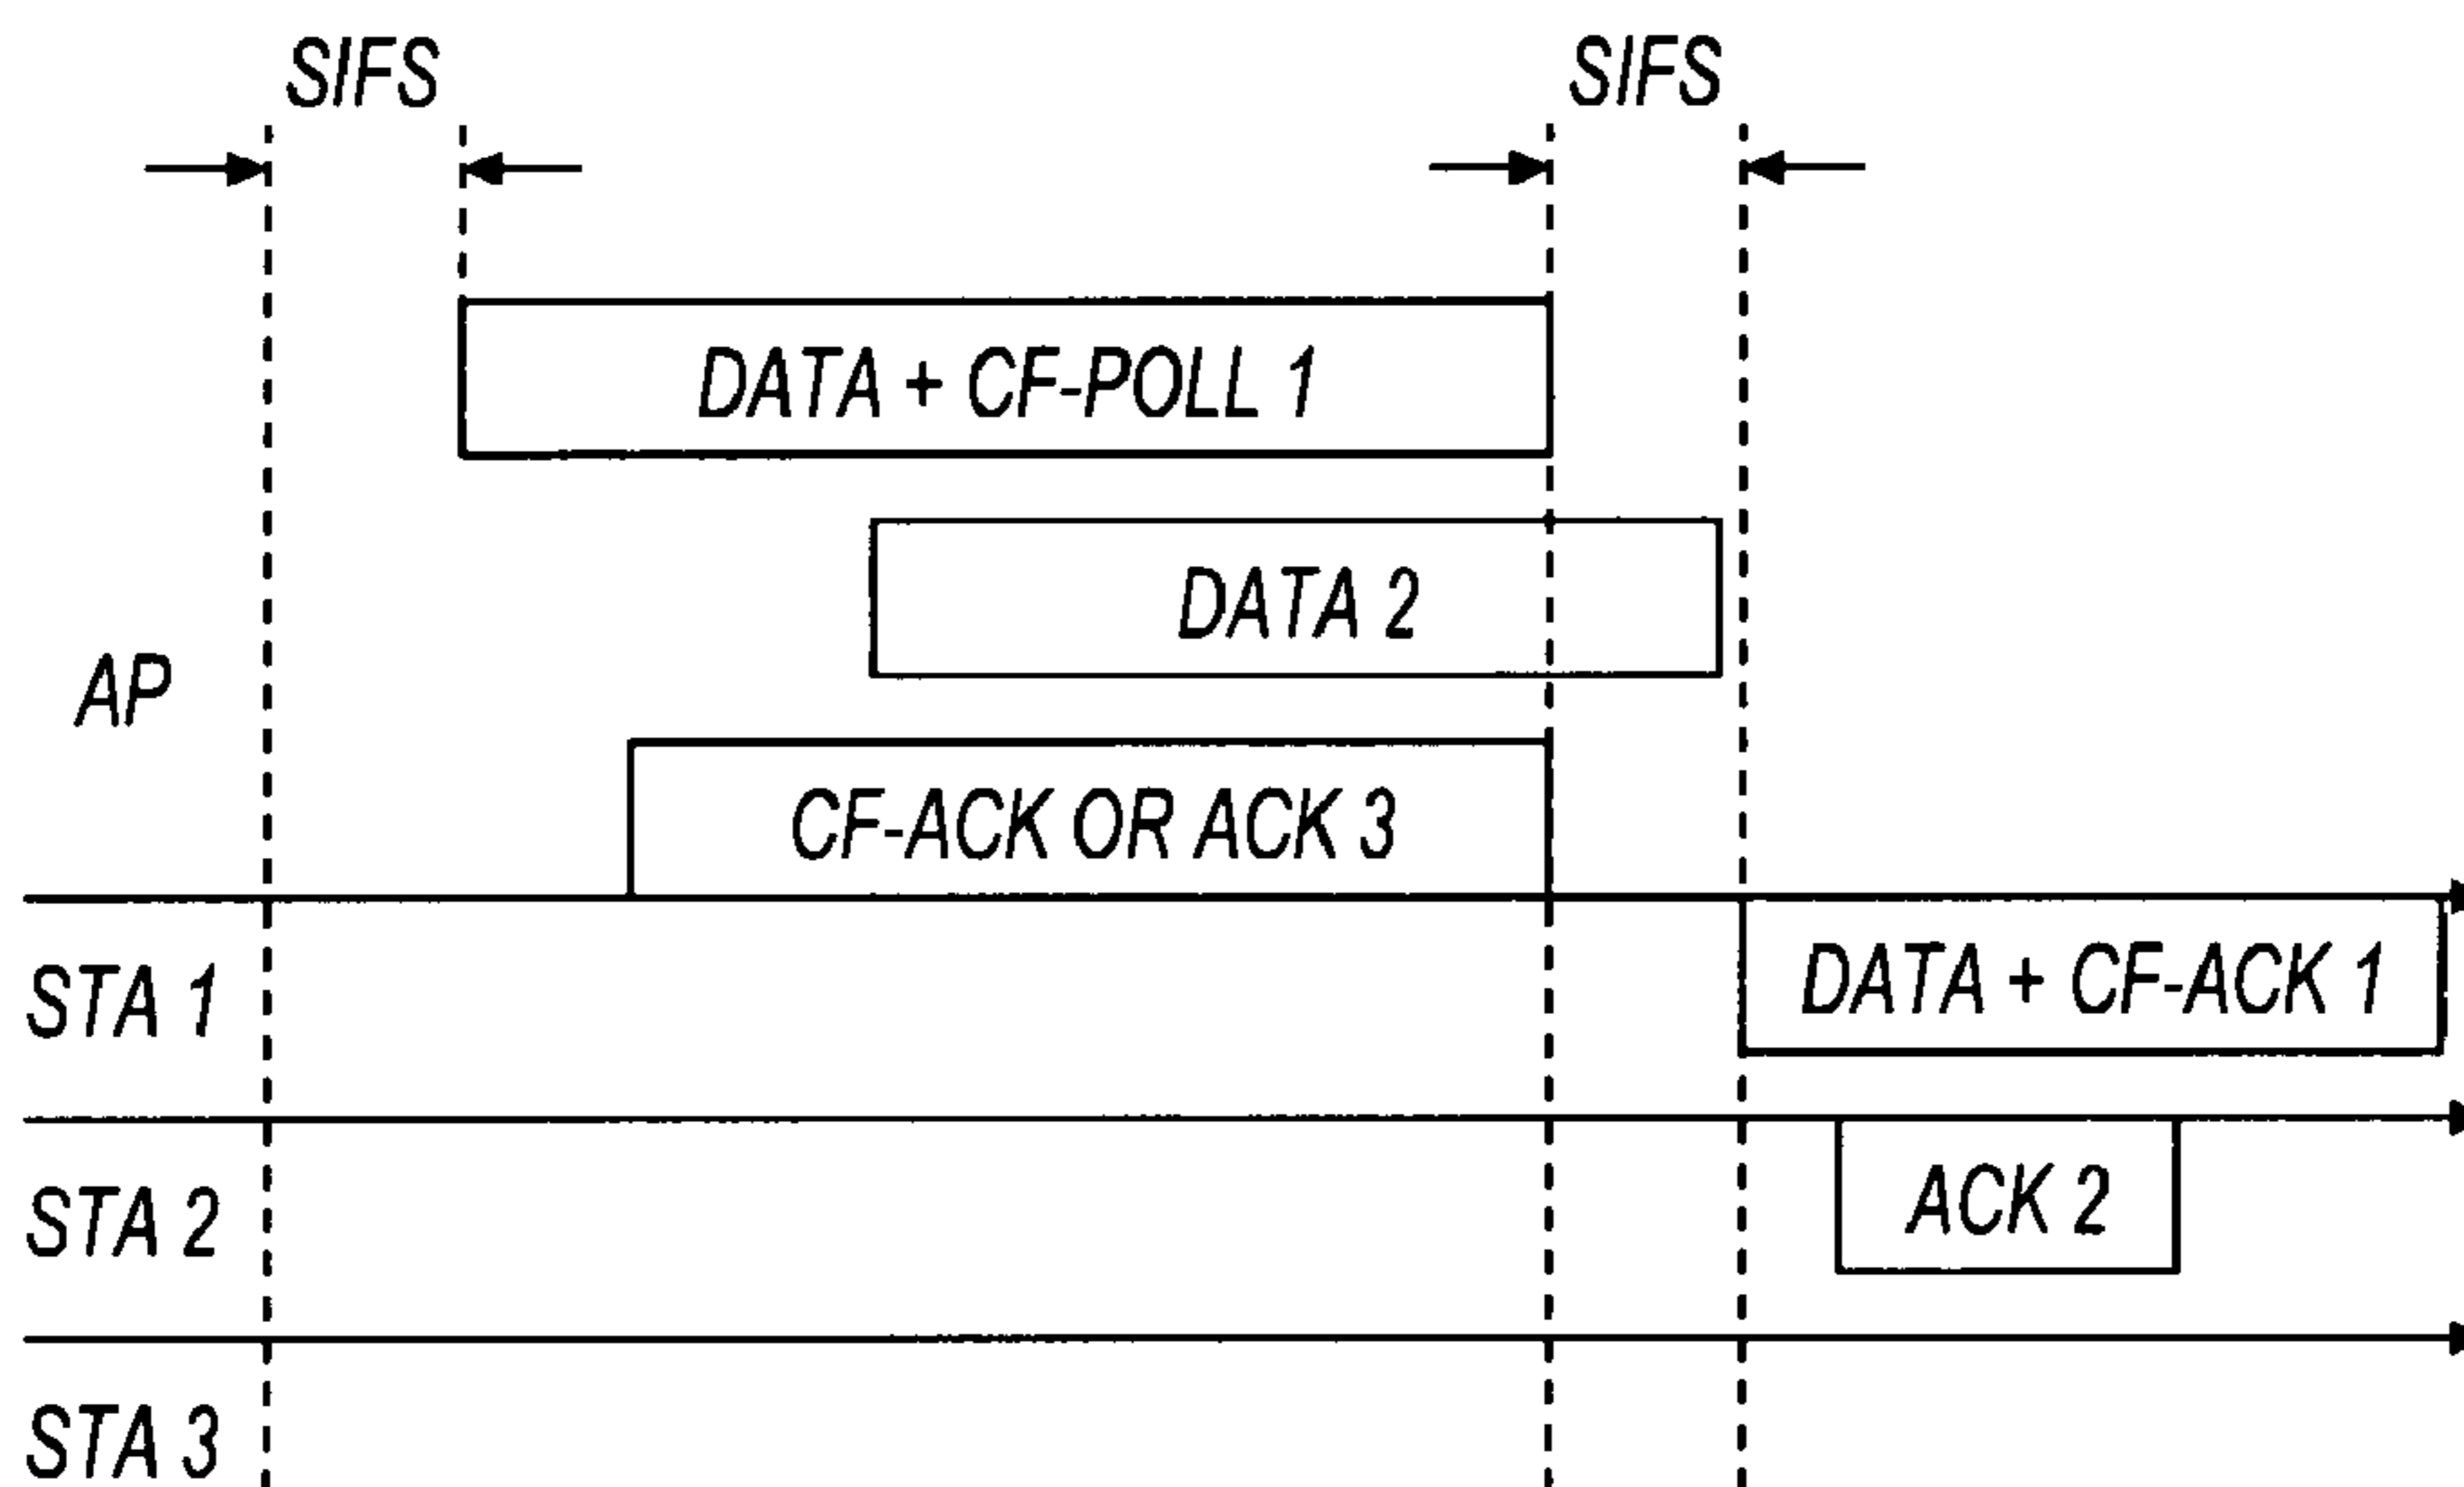 SIFS SIFS
DATA + CF-POLL 1
DATA 2
AP
CF-ACK OR ACK 3
STA 1 DATA + CF-ACK 1
STA 2 ACK 2
STA 3